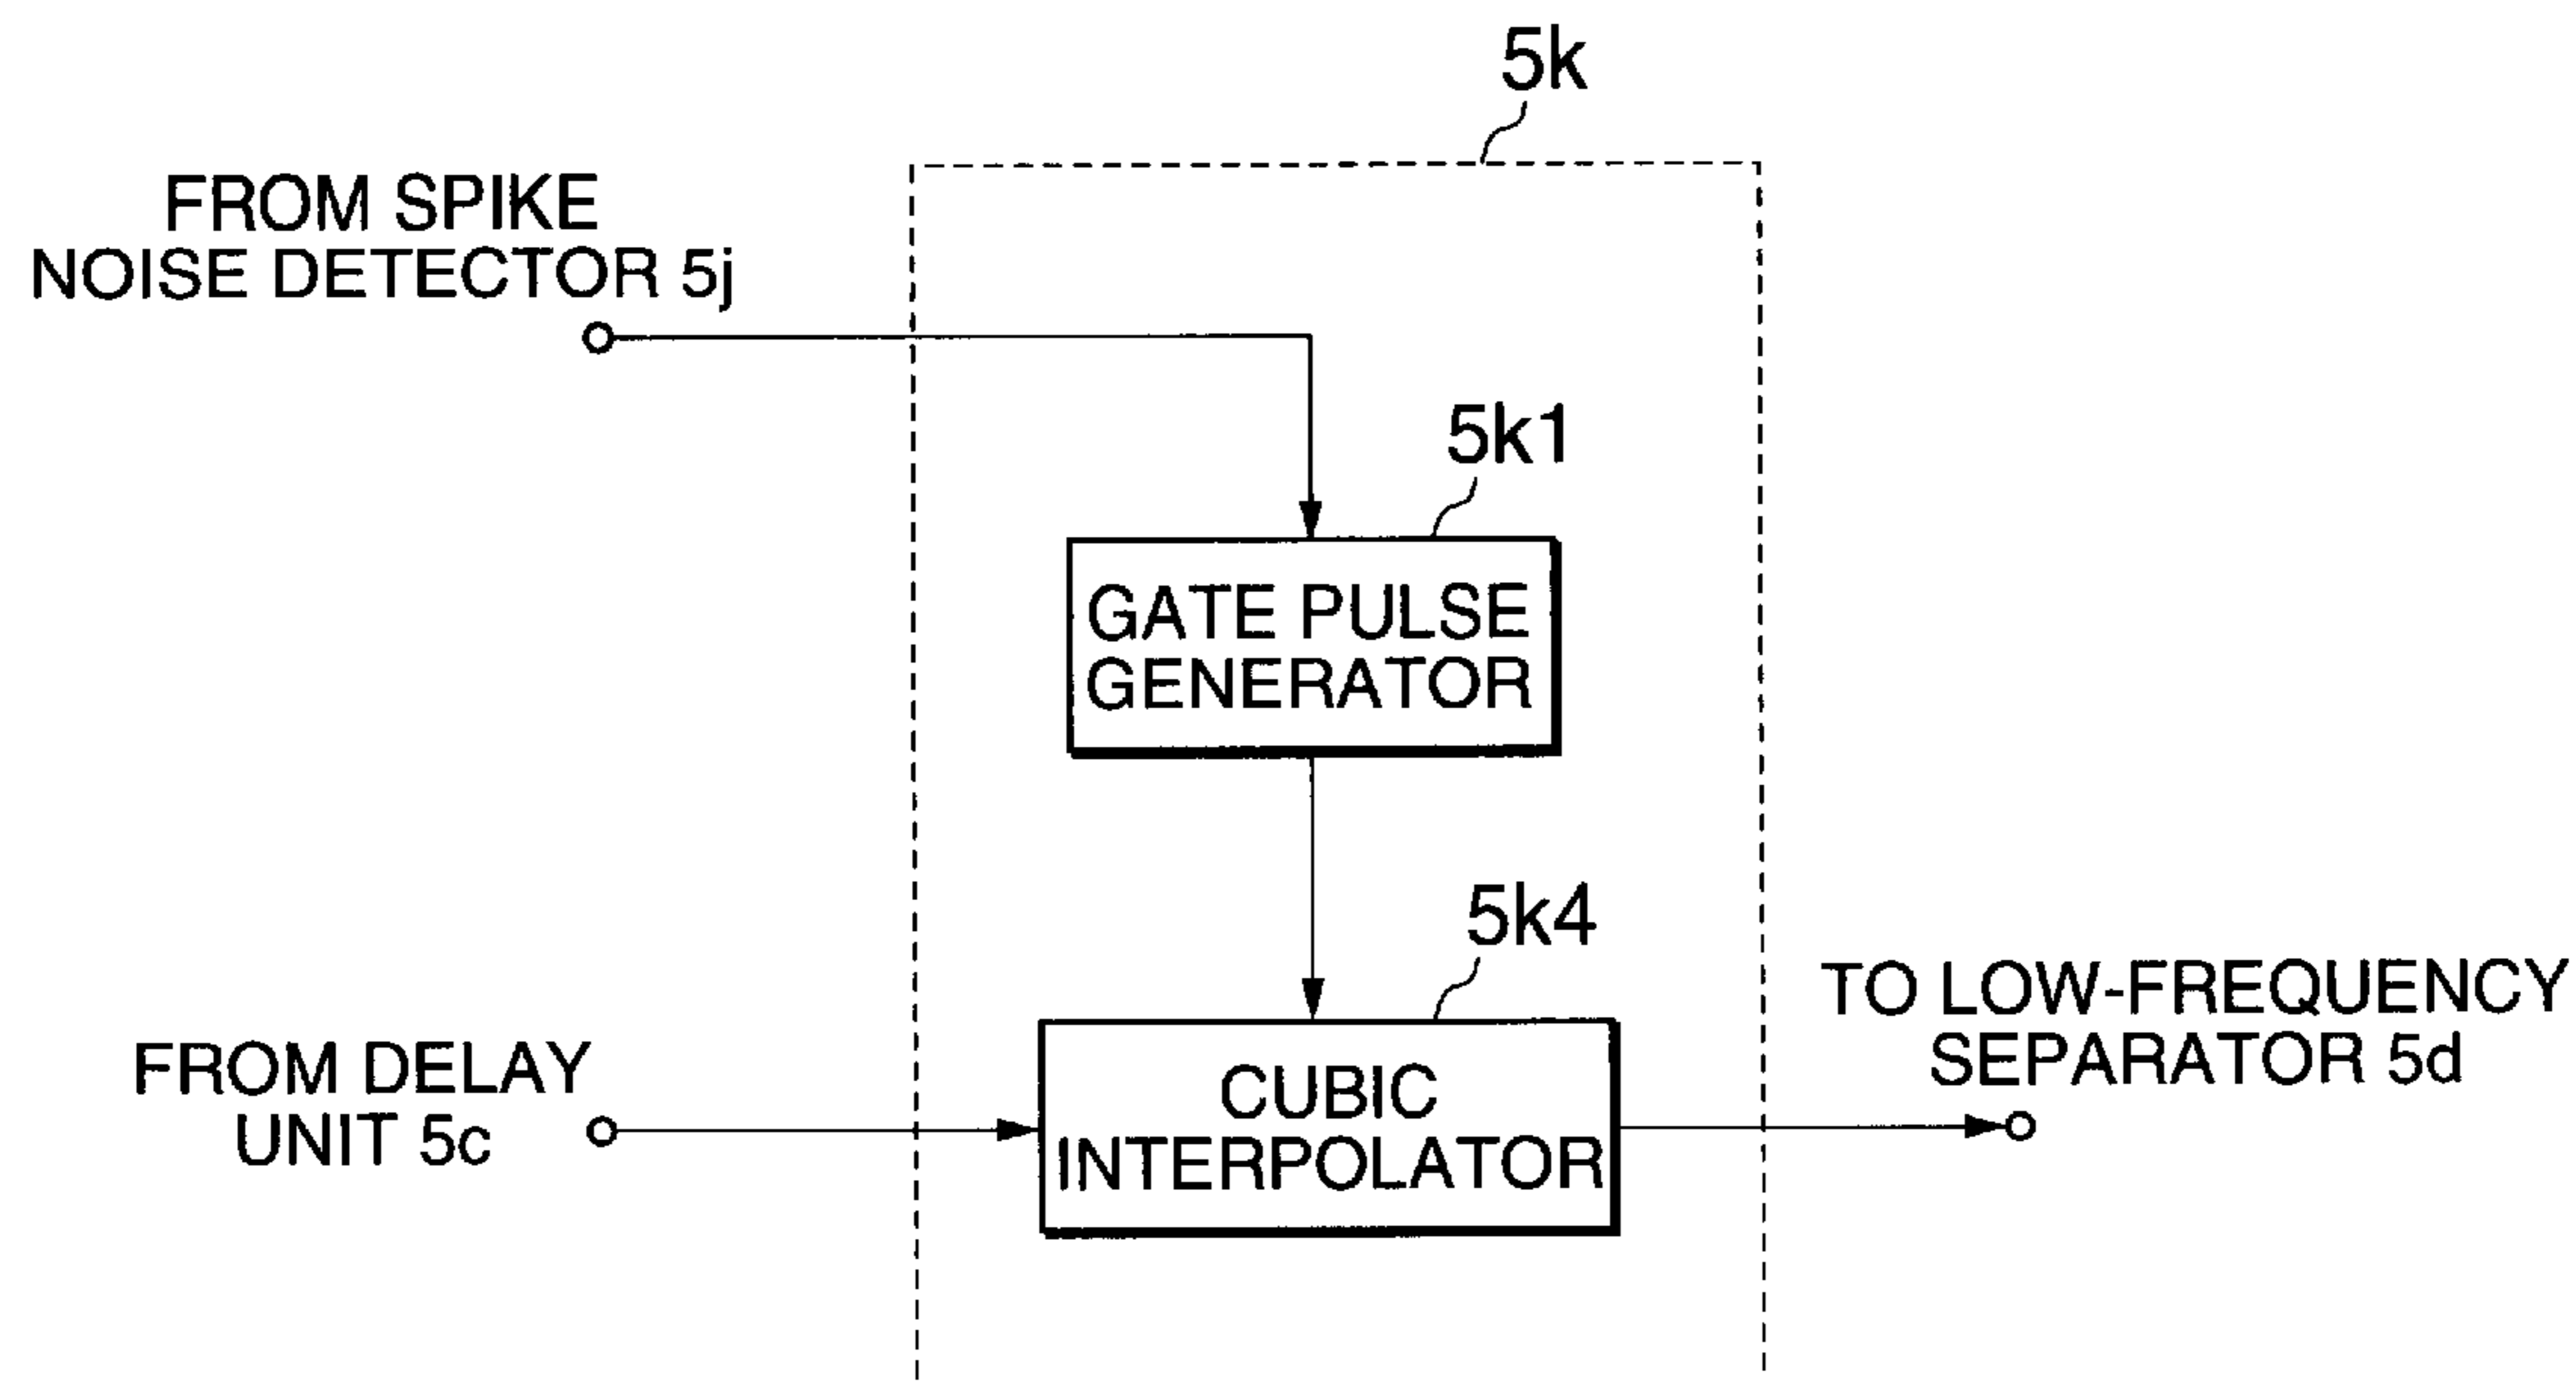 5k
FROM SPIKE
NOISE DETECTOR 5j
5k1
GATE PULSE
GENERATOR
5k4
FROM DELAY
UNIT 5c
CUBIC
INTERPOLATOR
TO LOW-FREQUENCY
SEPARATOR 5d